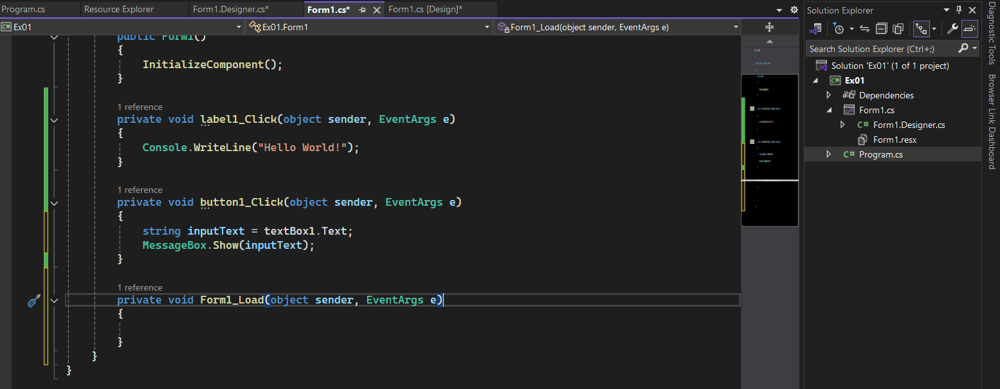 Program.cs
Resource Explorer
Form1.Designer.cs*
Form1.cs*
Form1.cs [Design]*
C# Ex01
Ex01.Form1
Form1_Load(object sender, EventArgs e)
public Form1()
{
InitializeComponent();
}
1 reference
private void label1_Click(object sender, EventArgs e)
{
Console.WriteLine("Hello World!");
}
1 reference
private void button1_Click(object sender, EventArgs e)
{
string inputText = textBox1.Text;
MessageBox.Show(inputText);
}
1 reference
private void Form1_Load(object sender, EventArgs e)
{
}
}
}
Solution Explorer
Search Solution Explorer (Ctrl+;)
Solution 'Ex01' (1 of 1 project)
C# Ex01
Dependencies
Form1.cs
C# Form1.Designer.cs
Form1.resx
C# Program.cs
Diagnostic Tools
Browser Link Dashboard